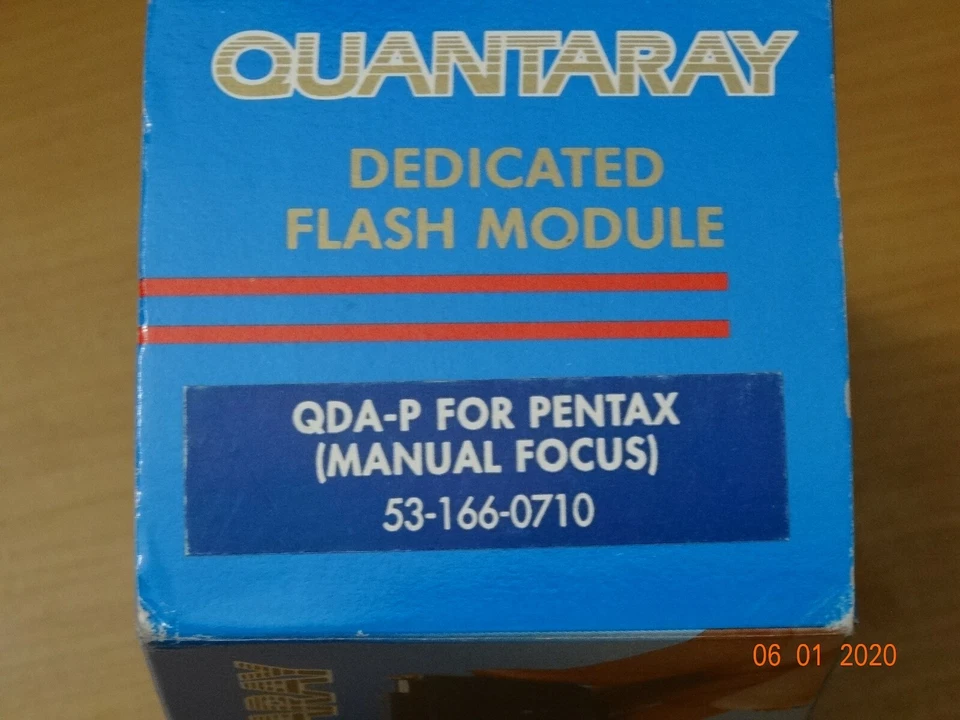 QUANTARAY
DEDICATED
FLASH MODULE
QDA-P FOR PENTAX
(MANUAL FOCUS)
53-166-0710
06 01 2020